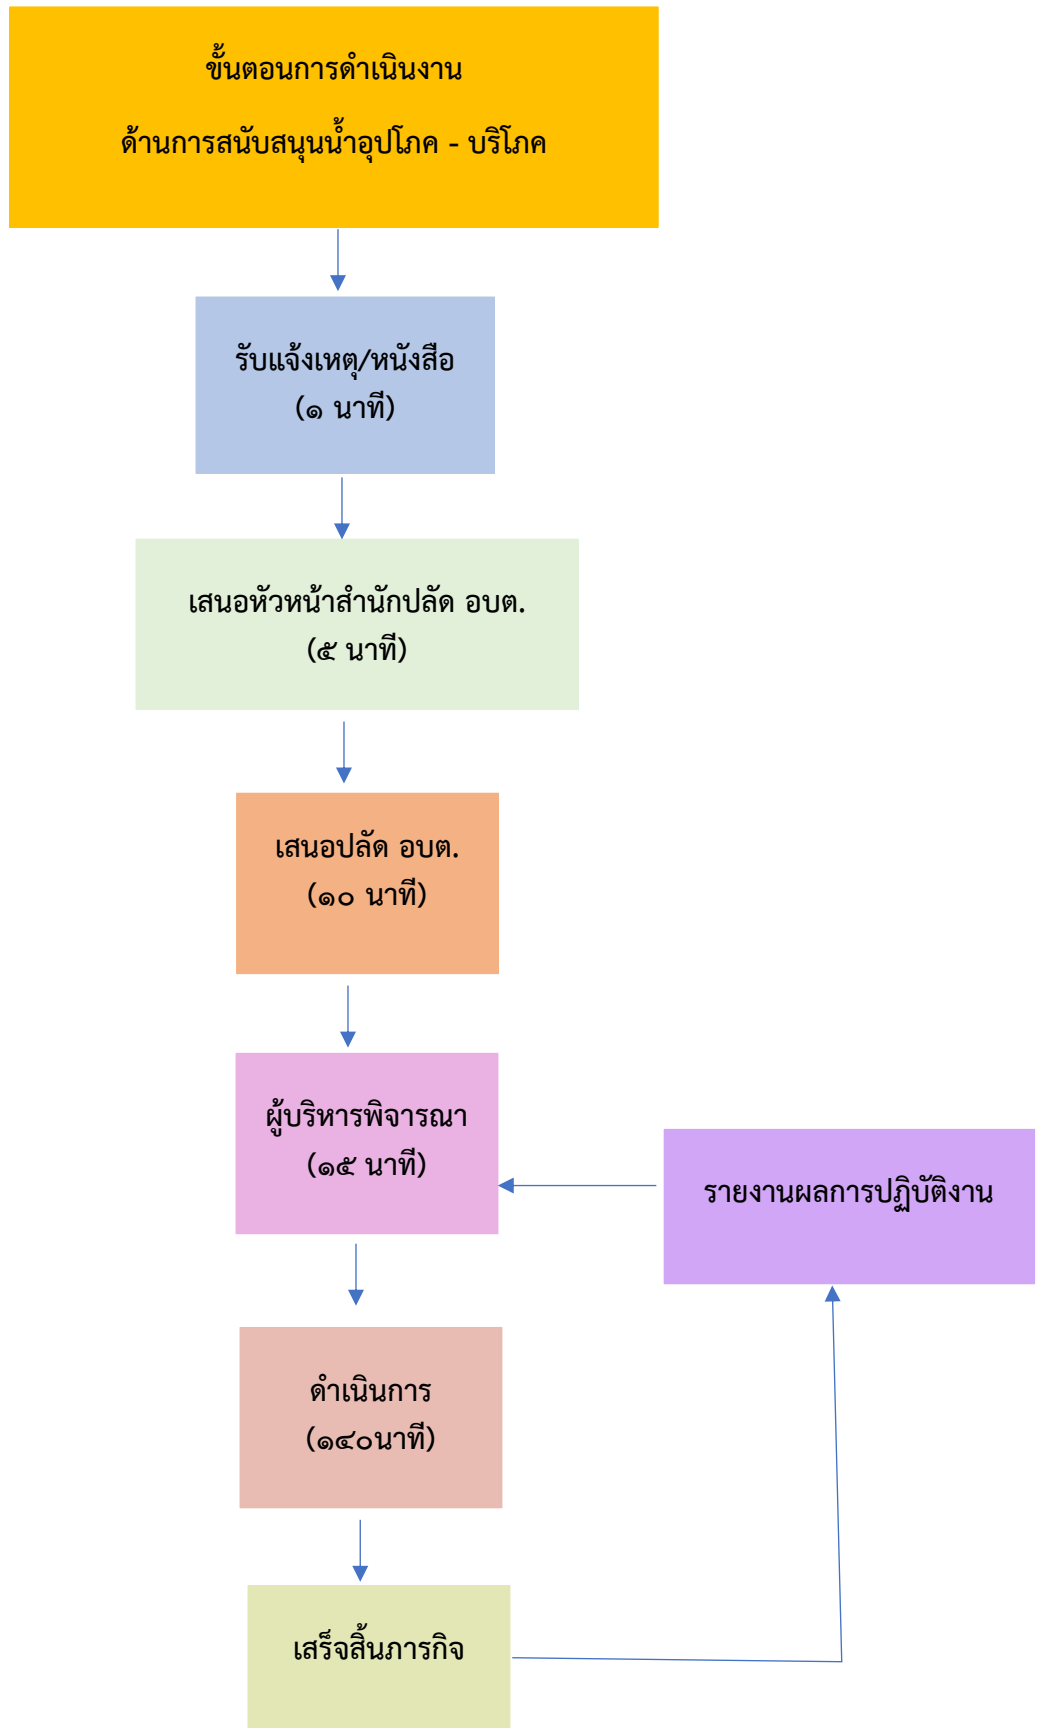 ขั้นตอนการดำเนินงาน
ด้านการสนับสนุนน้ำอุปโภค - บริโภค
รับแจ้งเหตุ/หนังสือ
(๑ นาที)
เสนอหัวหน้าสำนักปลัด อบต.
(๕ นาที)
เสนอปลัด อบต.
(๑๐ นาที)
ผู้บริหารพิจารณา
(๑๕ นาที)
รายงานผลการปฏิบัติงาน
ดำเนินการ
(๑๔๐นาที)
เสร็จสิ้นภารกิจ